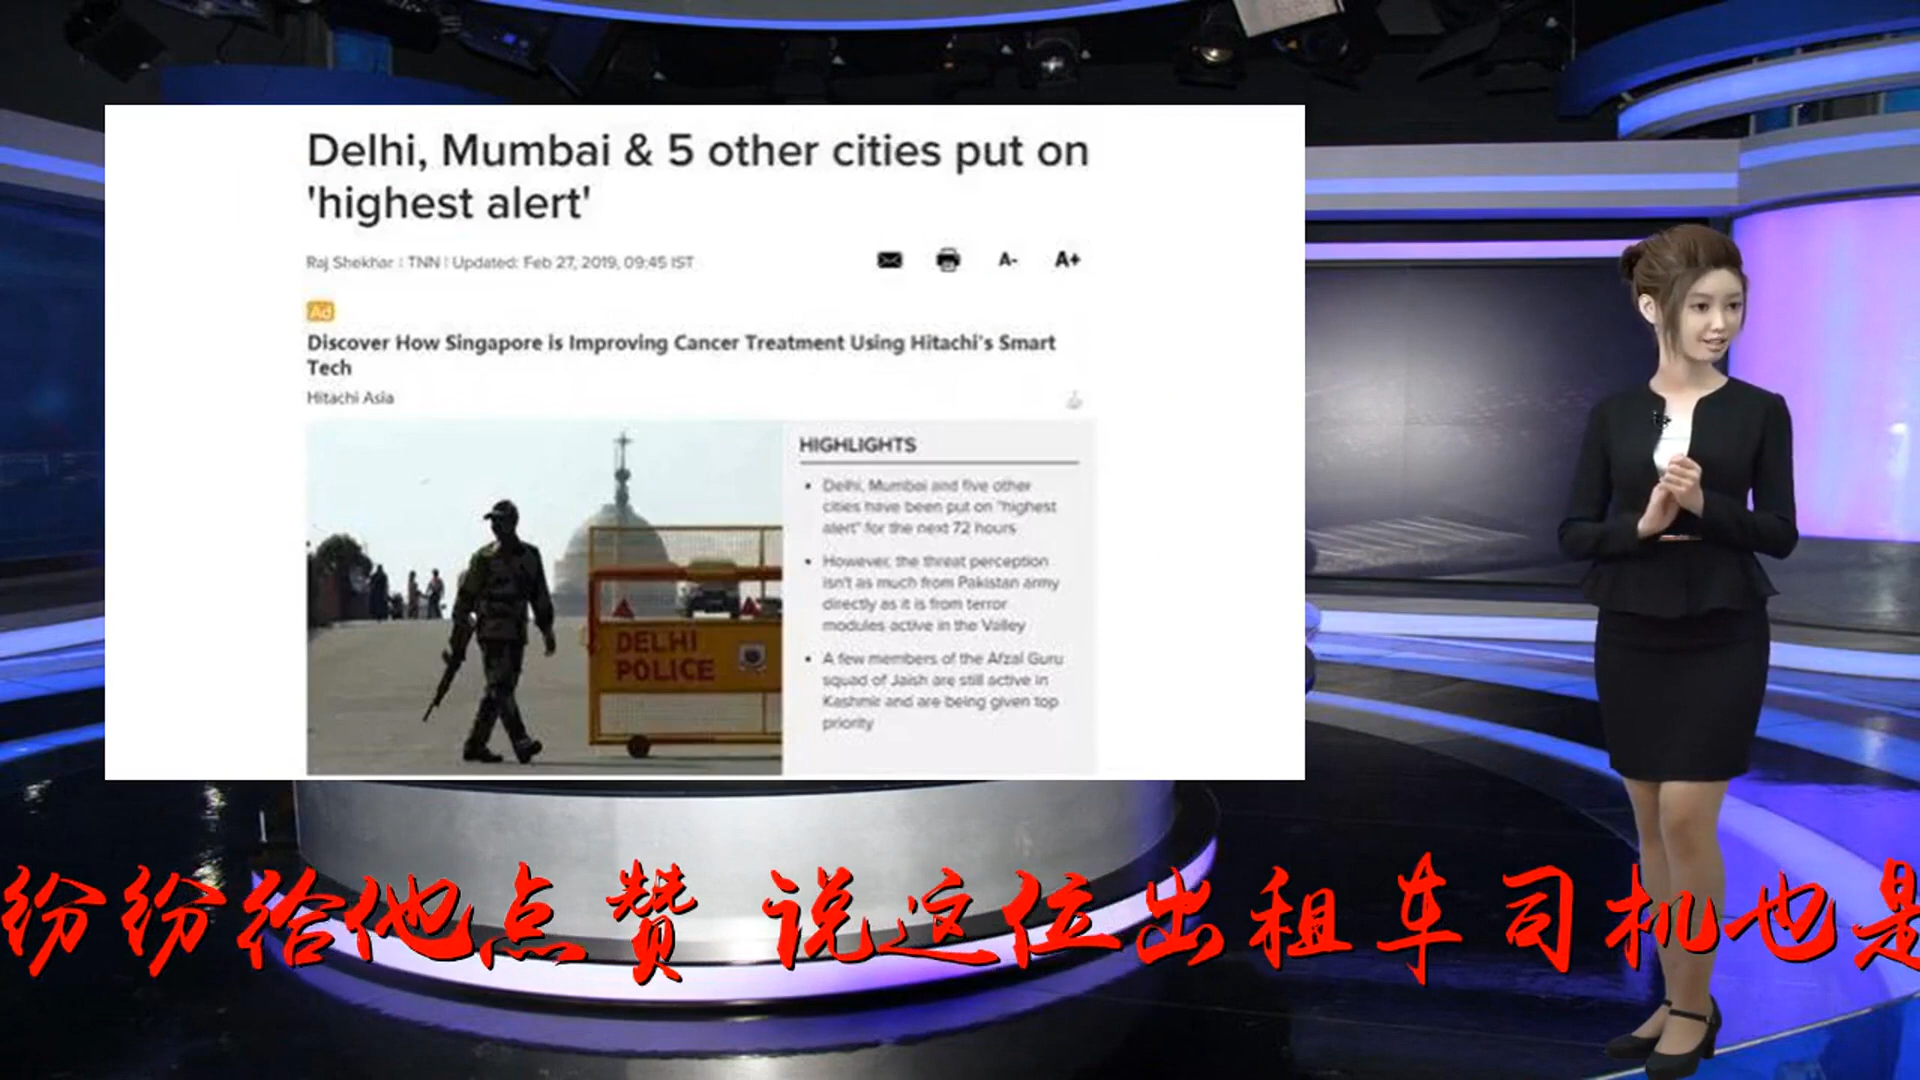 Delhi, Mumbai & 5 other cities put on
'highest alert'
Raj Shekhar | TNN | Updated: Feb 27, 2019, 09:45 IST
A- A+
Ad
Discover How Singapore is Improving Cancer Treatment Using Hitachi's Smart
Tech
Hitachi Asia
HIGHLIGHTS
• Delhi, Mumbai and five other
cities have been put on "highest
alert" for the next 72 hours
• However, the threat perception
isn't as much from Pakistan army
directly as it is from terror
modules active in the Valley
• A few members of the Afzal Guru
squad of Jaish are still active in
Kashmir and are being given top
priority
DELHI
POLICE
纷纷给他点赞 说这位出租车司机也是